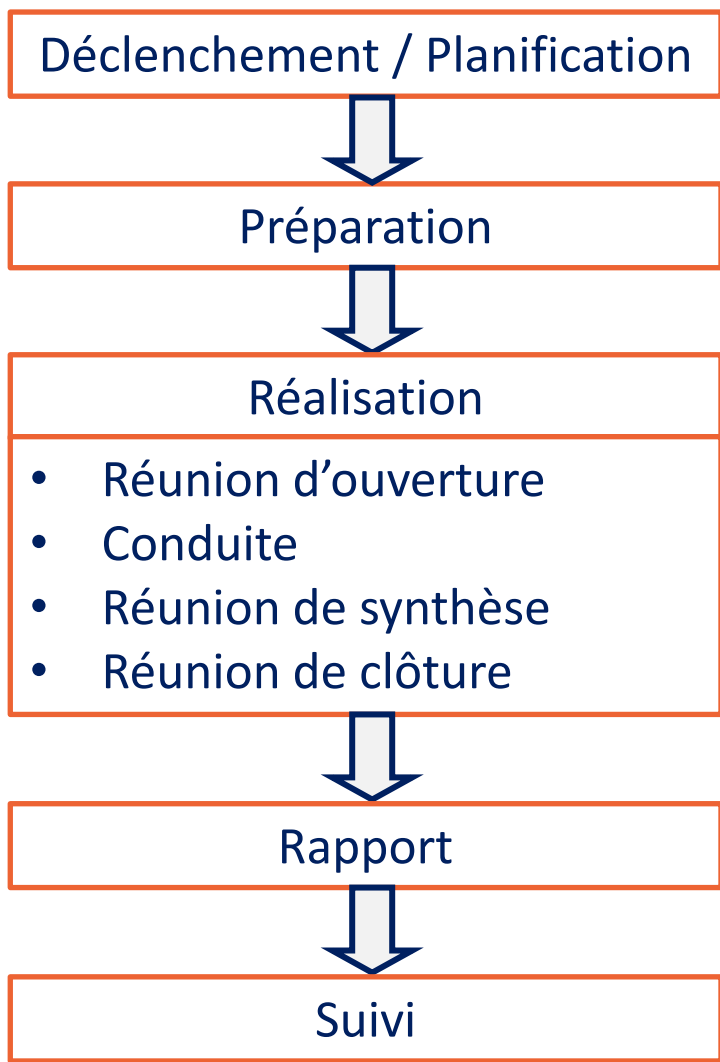 Déclenchement / Planification
Préparation
Réalisation
• Réunion d’ouverture
• Conduite
• Réunion de synthèse
• Réunion de clôture
Rapport
Suivi